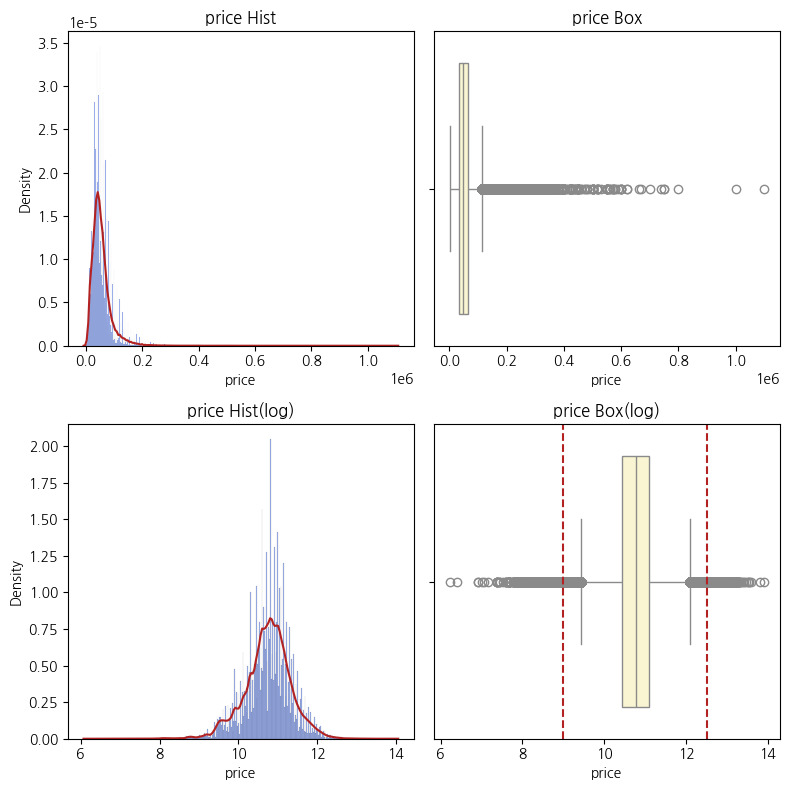 price Hist
1e-5
3.5
3.0
2.5
2.0
1.5
1.0
0.5
0.0
Density
0.0 0.2 0.4 0.6 0.8 1.0
price
1e6
price Box
0.0 0.2 0.4 0.6 0.8 1.0
price
1e6
price Hist(log)
2.00
1.75
1.50
1.25
1.00
0.75
0.50
0.25
0.00
Density
6 8 10 12 14
price
price Box(log)
6 8 10 12 14
price